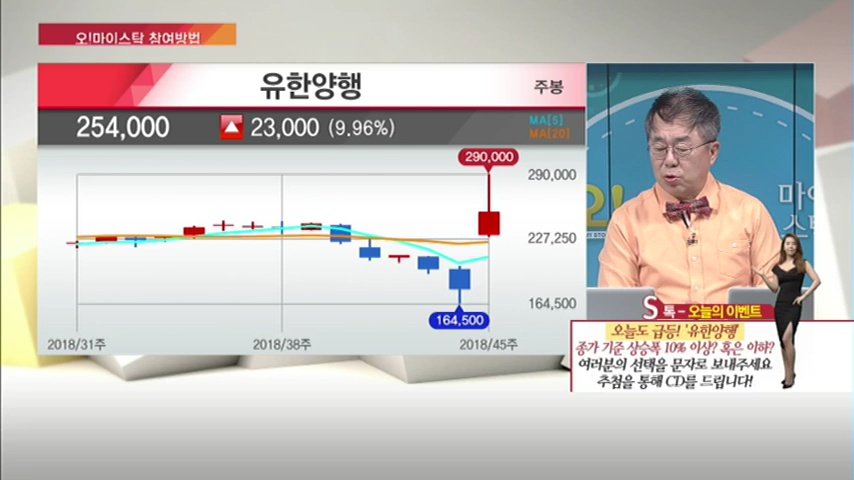 오!마이스탁 참여방법
유한양행
주봉
254,000 23,000 (9.96%)
MA[5]
MA[20]
290,000
290,000
227,250
164,500
164,500
2018/31주 2018/38주 2018/45주
S톡-오늘의 이벤트
오늘도 급등! '유한양행'
종가 기준 상승폭 10% 이상? 혹은 이하?
여러분의 선택을 문자로 보내주세요
추첨을 통해 CD를 드립니다!